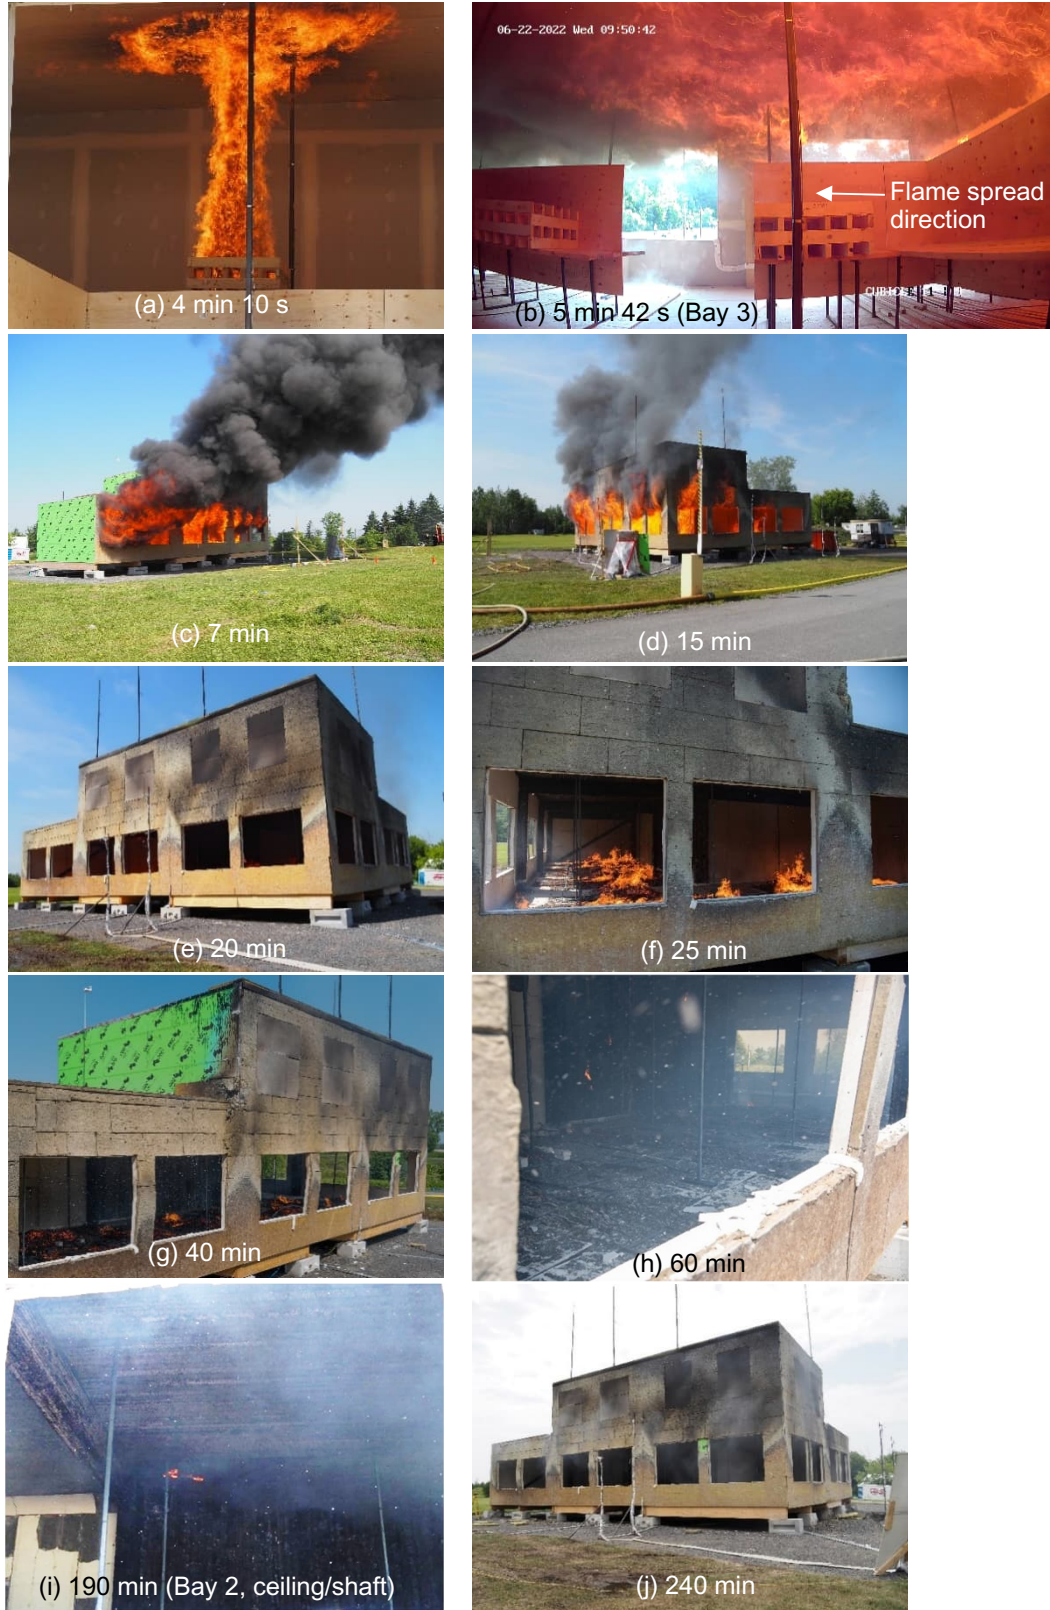 (a) 4 min 10 s
06-22-2022 Wed 09:50:42
Flame spread
direction
(b) 5 min 42 s (Bay 3)
(c) 7 min
(d) 15 min
(e) 20 min
(f) 25 min
(g) 40 min
(h) 60 min
(i) 190 min (Bay 2, ceiling/shaft)
(j) 240 min